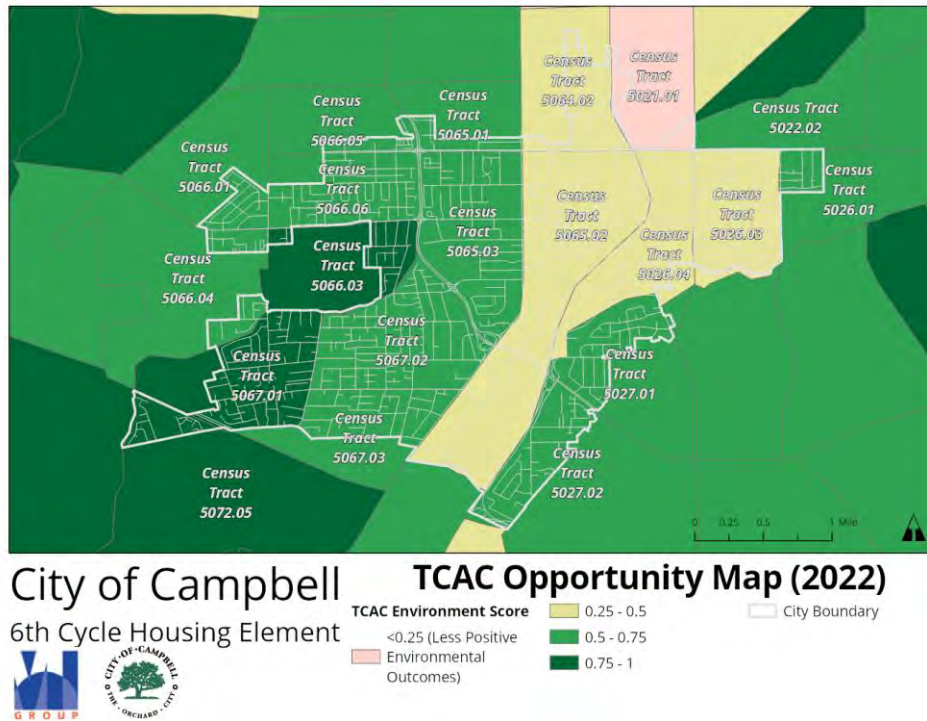 Census
Tract
5064.02
Census
Tract
5021.01
Census
Tract
5066.05
Census
Tract
5065.01
Census Tract
5022.02
Census
Tract
5066.01
Census
Tract
5066.06
Census
Tract
5026.01
Census
Tract
5065.03
Census
Tract
5065.02
Census
Tract
5026.03
Census
Tract
5026.04
Census
Tract
5066.04
Census
Tract
5066.03
Census
Tract
5067.02
Census
Tract
5067.01
Census
Tract
5027.01
Census
Tract
5067.03
Census
Tract
5027.02
Census
Tract
5072.05
0 0.25 0.5 1 Mile
City of Campbell
6th Cycle Housing Element
GROUP
CITY OF CAMPBELL
THE ORCHARD CITY
TCAC Opportunity Map (2022)
TCAC Environment Score
<0.25 (Less Positive
Environmental
Outcomes)
0.25 - 0.5
0.5 - 0.75
0.75 - 1
City Boundary